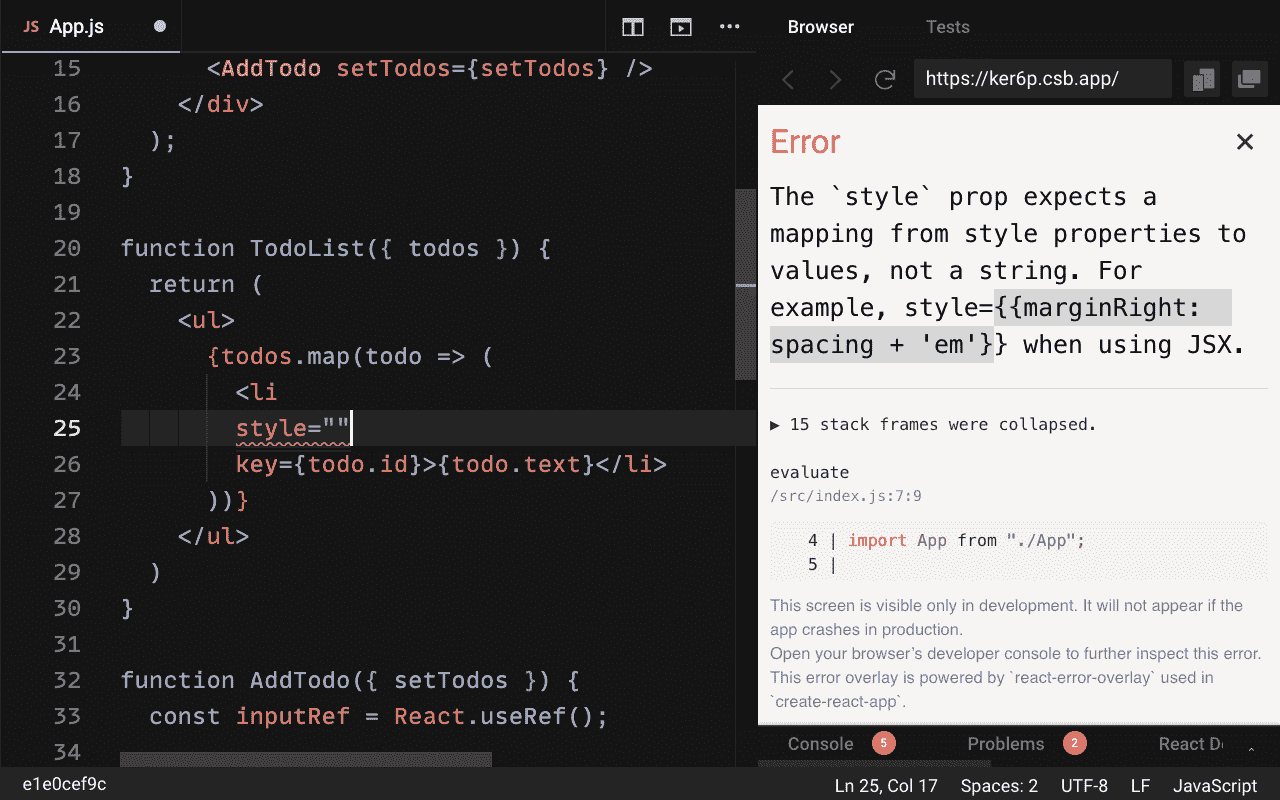 JS App.js
15 <AddTodo setTodos={setTodos} />
16 </div>
17 );
18 }
19
20 function TodoList({ todos }) {
21 return (
22 <ul>
23 {todos.map(todo => (
24 <li
25 style=""
26 key={todo.id}>{todo.text}</li>
27 ))}
28 </ul>
29 )
30 }
31
32 function AddTodo({ setTodos }) {
33 const inputRef = React.useRef();
34
Browser Tests
https://ker6p.csb.app/
Error
The `style` prop expects a
mapping from style properties to
values, not a string. For
example, style={{marginRight:
spacing + 'em'}} when using JSX.
▶ 15 stack frames were collapsed.
evaluate
/src/index.js:7:9
4 | import App from "./App";
5 |
This screen is visible only in development. It will not appear if the
app crashes in production.
Open your browser’s developer console to further inspect this error.
This error overlay is powered by `react-error-overlay` used in
`create-react-app`.
Console 5 Problems 2 React D
e1e0cef9c
Ln 25, Col 17 Spaces: 2 UTF-8 LF JavaScript